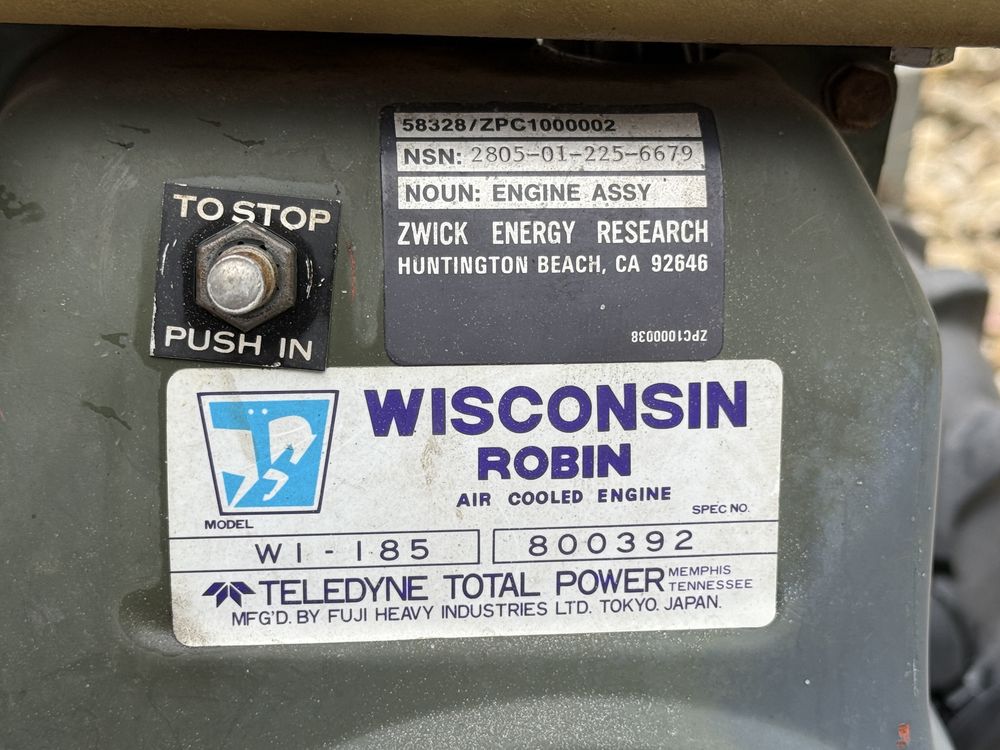 58328/ZPC1000002
NSN: 2805-01-225-6679
NOUN: ENGINE ASSY
ZWICK ENERGY RESEARCH
HUNTINGTON BEACH, CA 92646
ZPC1000038
TO STOP
PUSH IN
WISCONSIN
ROBIN
AIR COOLED ENGINE
MODEL
SPEC NO.
WI-185
800392
TELEDYNE TOTAL POWER MEMPHIS TENNESSEE
MFG'D. BY FUJI HEAVY INDUSTRIES LTD. TOKYO. JAPAN.